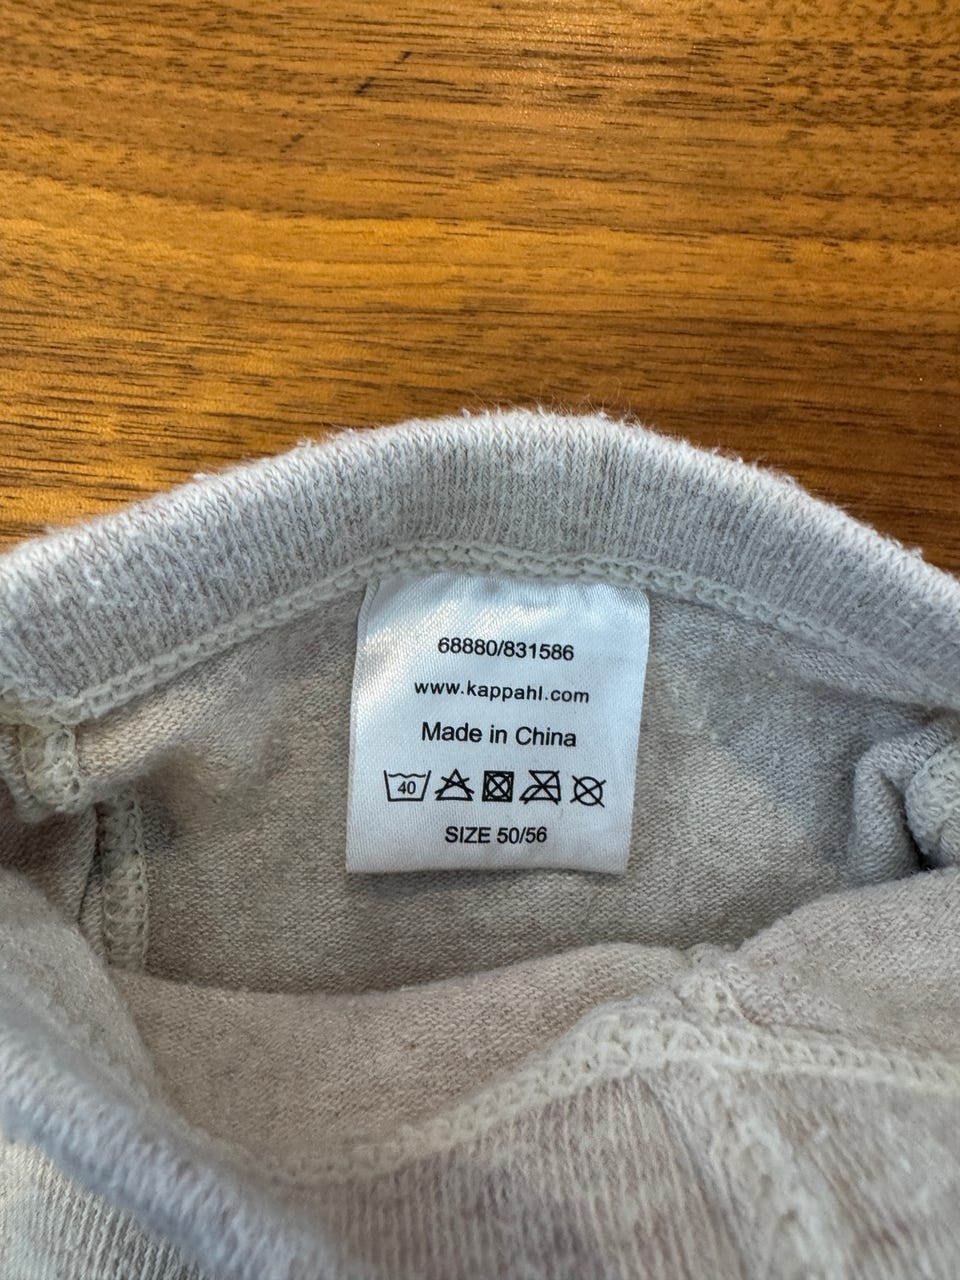 68880/831586
www.kappahl.com
Made in China
40
SIZE 50/56